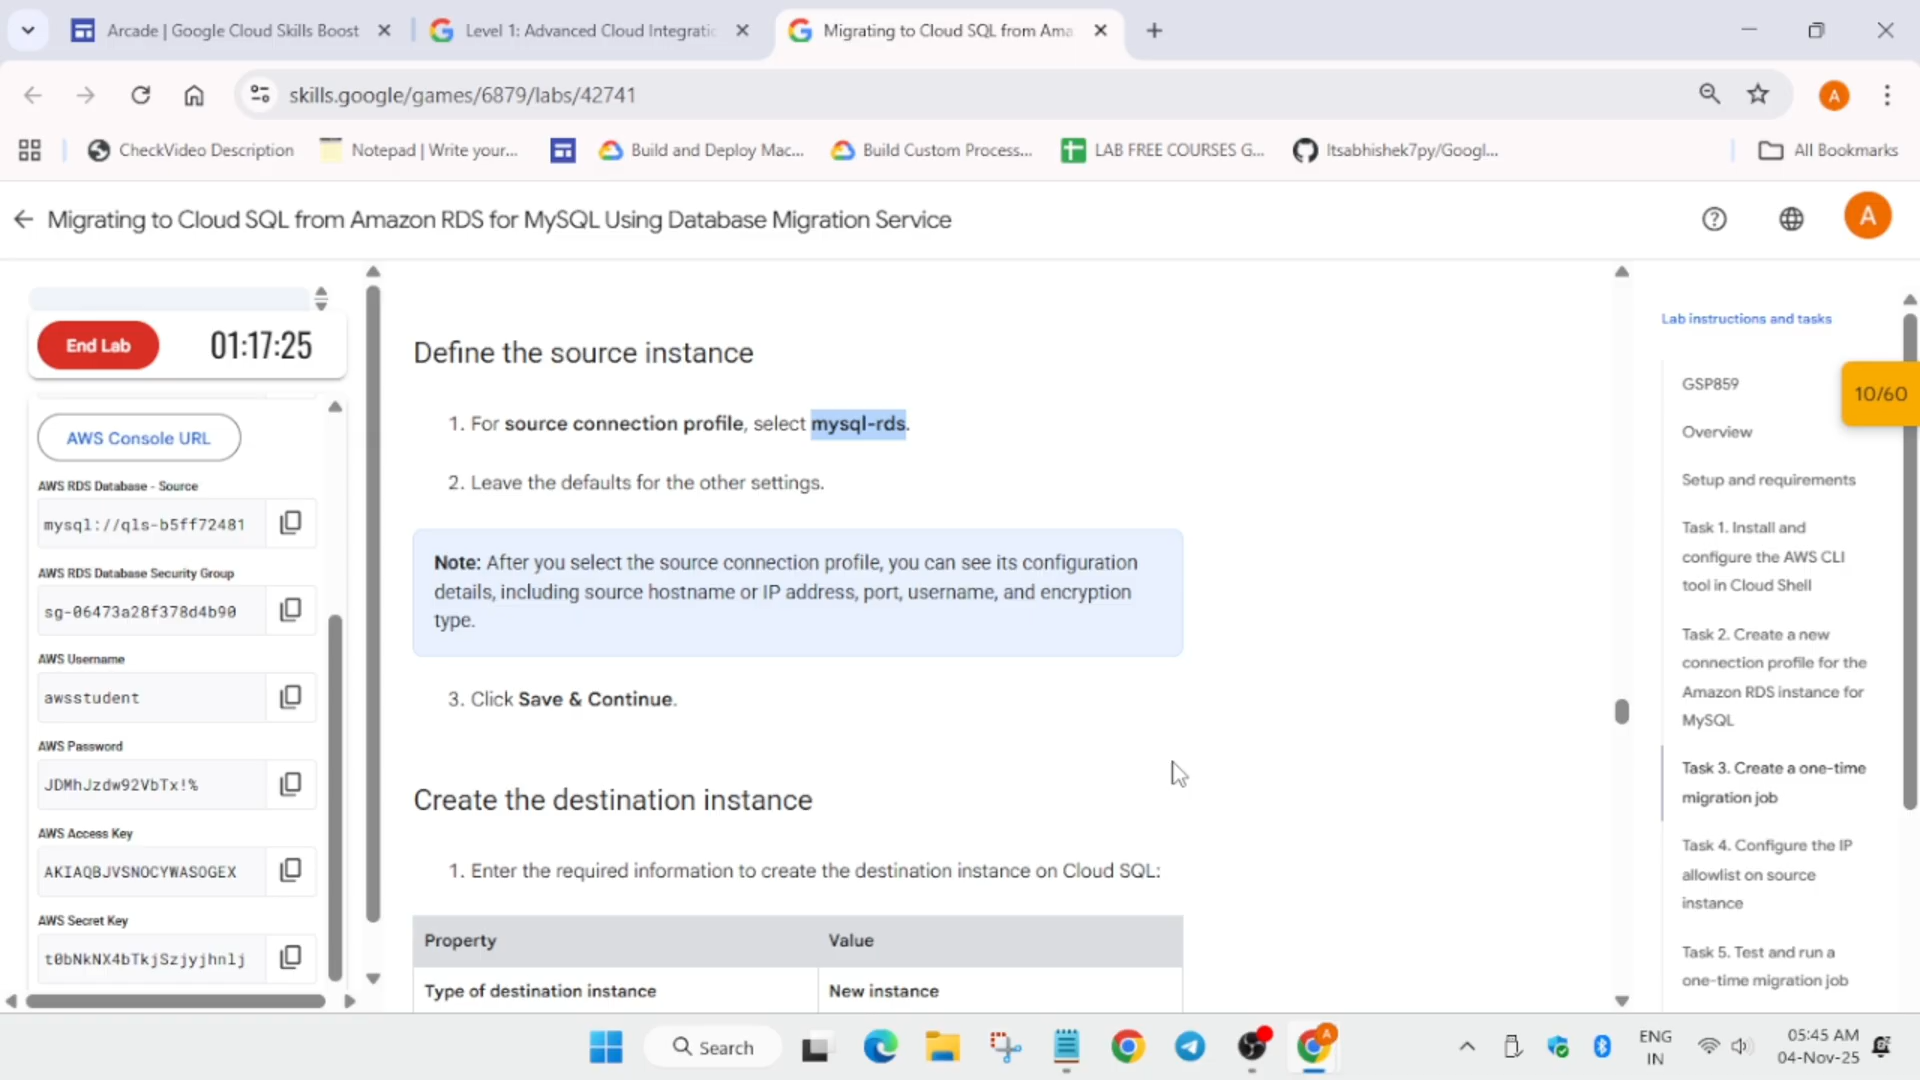 Arcade | Google Cloud Skills Boost
Level 1: Advanced Cloud Integratic
Migrating to Cloud SQL from Ama
skills.google/games/6879/labs/42741
A
CheckVideo Description
Notepad | Write your...
Build and Deploy Mac...
Build Custom Process...
LAB FREE COURSES G...
Itsabhishek7py/Googl...
All Bookmarks
Migrating to Cloud SQL from Amazon RDS for MySQL Using Database Migration Service
A
End Lab
01:17:25
AWS Console URL
AWS RDS Database - Source
mysql://qls-b5ff72481
AWS RDS Database Security Group
sg-06473a28f378d4b90
AWS Username
awsstudent
AWS Password
JDMhJzdw92VbTx!%
AWS Access Key
AKIAQBJVSNOCYWASOGEX
AWS Secret Key
t0bNkNX4bTkjSzjyjhnlj
Define the source instance
1. For source connection profile, select mysql-rds.
2. Leave the defaults for the other settings.
Note: After you select the source connection profile, you can see its configuration
details, including source hostname or IP address, port, username, and encryption
type.
3. Click Save & Continue.
Create the destination instance
1. Enter the required information to create the destination instance on Cloud SQL:
Property Value
Type of destination instance New instance
Lab instructions and tasks
GSP859
10/60
Overview
Setup and requirements
Task 1. Install and
configure the AWS CLI
tool in Cloud Shell
Task 2. Create a new
connection profile for the
Amazon RDS instance for
MySQL
Task 3. Create a one-time
migration job
Task 4. Configure the IP
allowlist on source
instance
Task 5. Test and run a
one-time migration job
Search
A
ENG
IN
05:45 AM
04-Nov-25